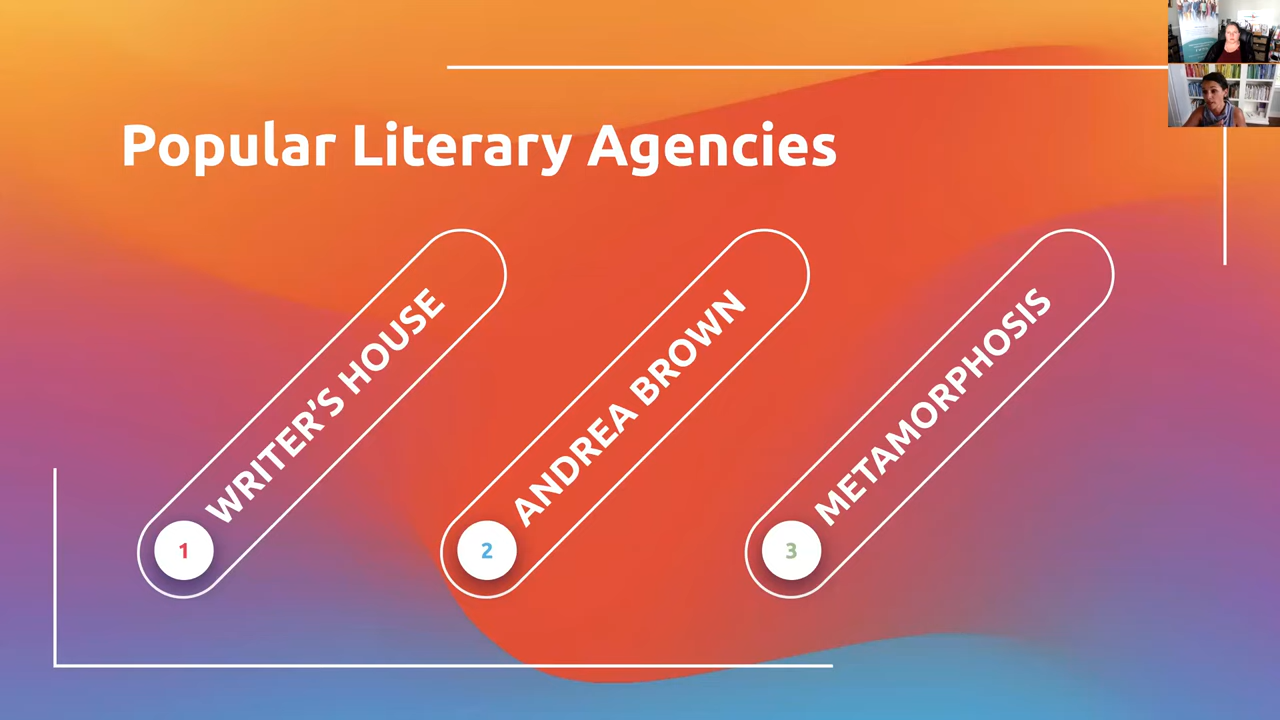 Popular Literary Agencies
WRITER'S HOUSE
1
ANDREA BROWN
2
METAMORPHOSIS
3